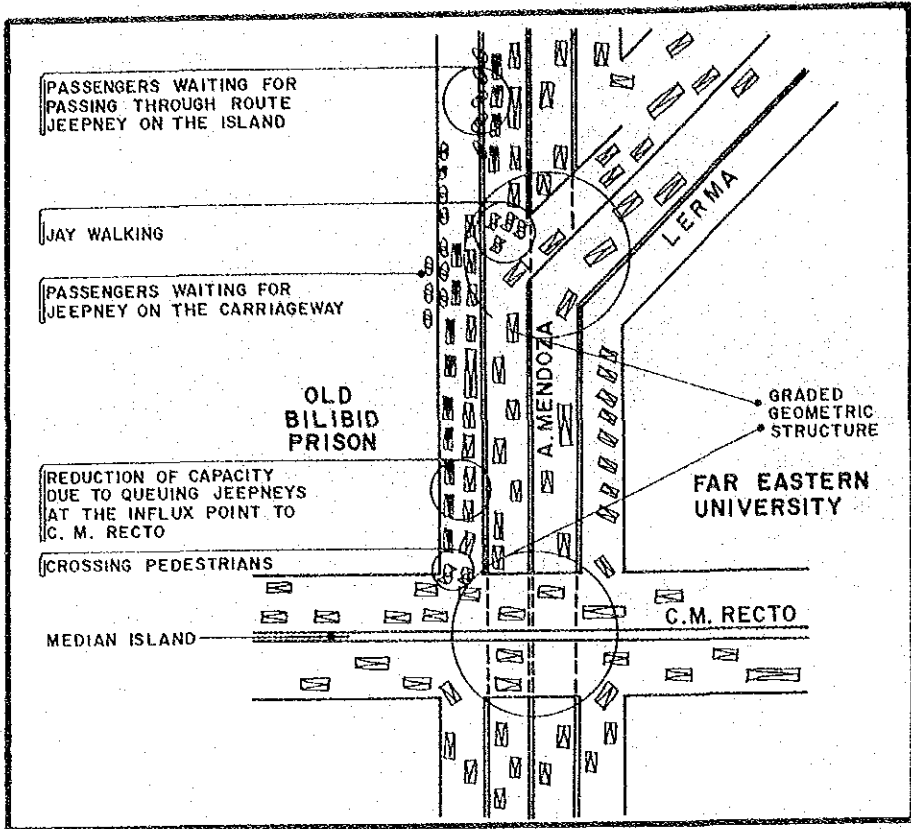 PASSENGERS WAITING FOR
PASSING THROUGH ROUTE
JEEPNEY ON THE ISLAND
JAY WALKING
PASSENGERS WAITING FOR
JEEPNEY ON THE CARRIAGEWAY
LERMA
A. MENDOZA
OLD
BILIBID
PRISON
GRADED
GEOMETRIC
STRUCTURE
FAR EASTERN
UNIVERSITY
REDUCTION OF CAPACITY
DUE TO QUEUING JEEPNEYS
AT THE INFLUX POINT TO
C. M. RECTO
CROSSING PEDESTRIANS
C.M. RECTO
MEDIAN ISLAND